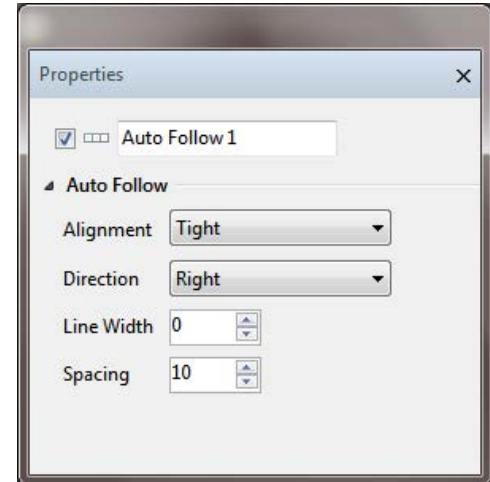 Properties
Auto Follow 1
Auto Follow
Alignment Tight
Direction Right
Line Width 0
Spacing 10